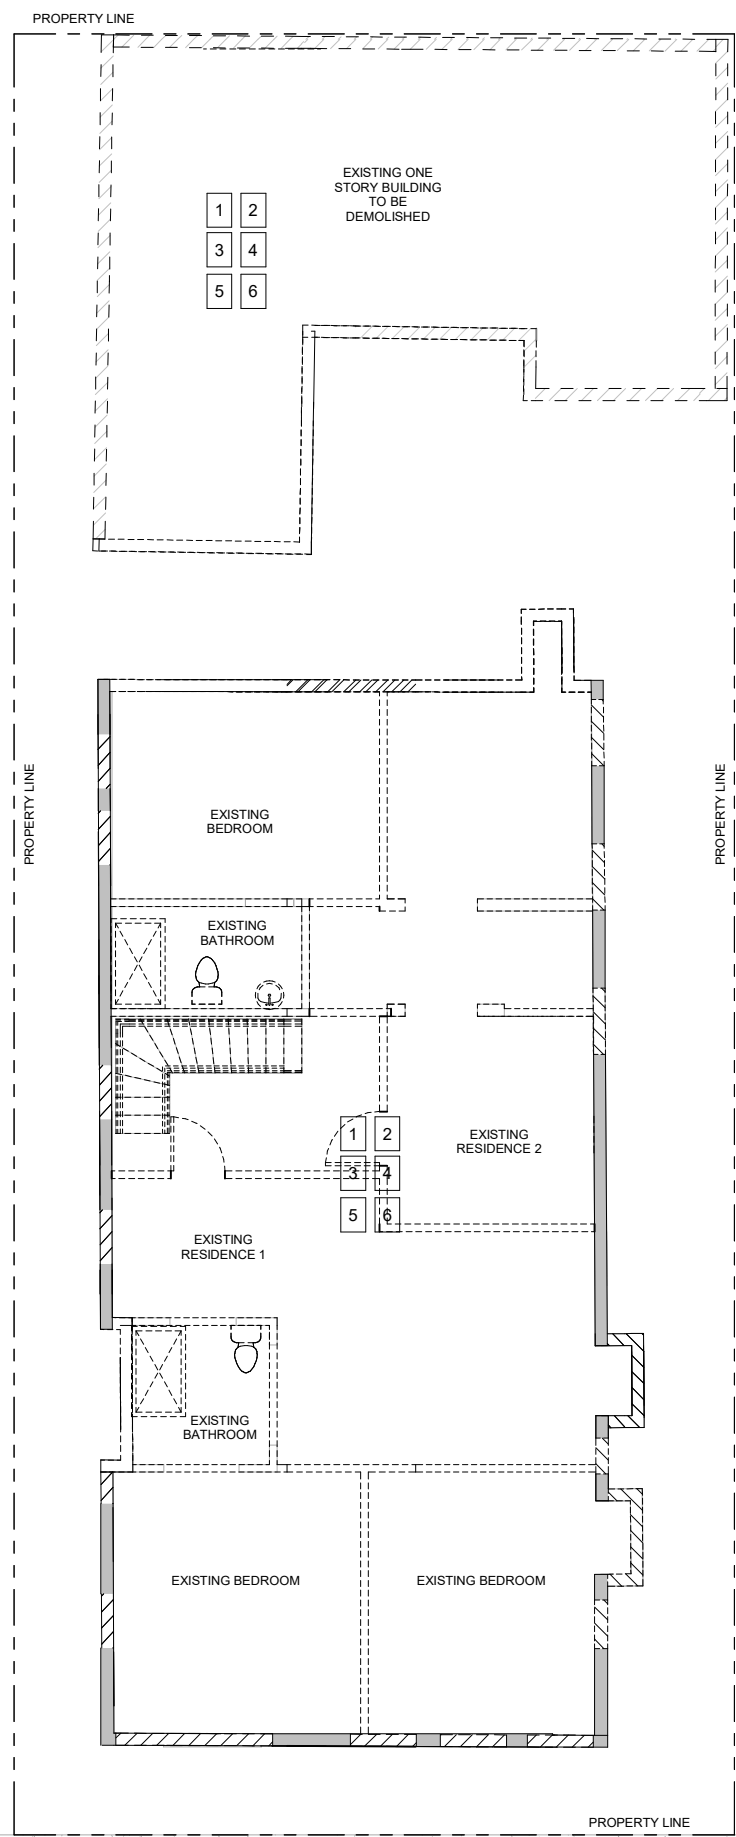 PROPERTY LINE
EXISTING ONE
STORY BUILDING
TO BE
DEMOLISHED
1 2
3 4
5 6
PROPERTY LINE
PROPERTY LINE
EXISTING
BEDROOM
EXISTING
BATHROOM
1 2
3 4
5 6
EXISTING
RESIDENCE 2
EXISTING
RESIDENCE 1
EXISTING
BATHROOM
EXISTING BEDROOM
EXISTING BEDROOM
PROPERTY LINE